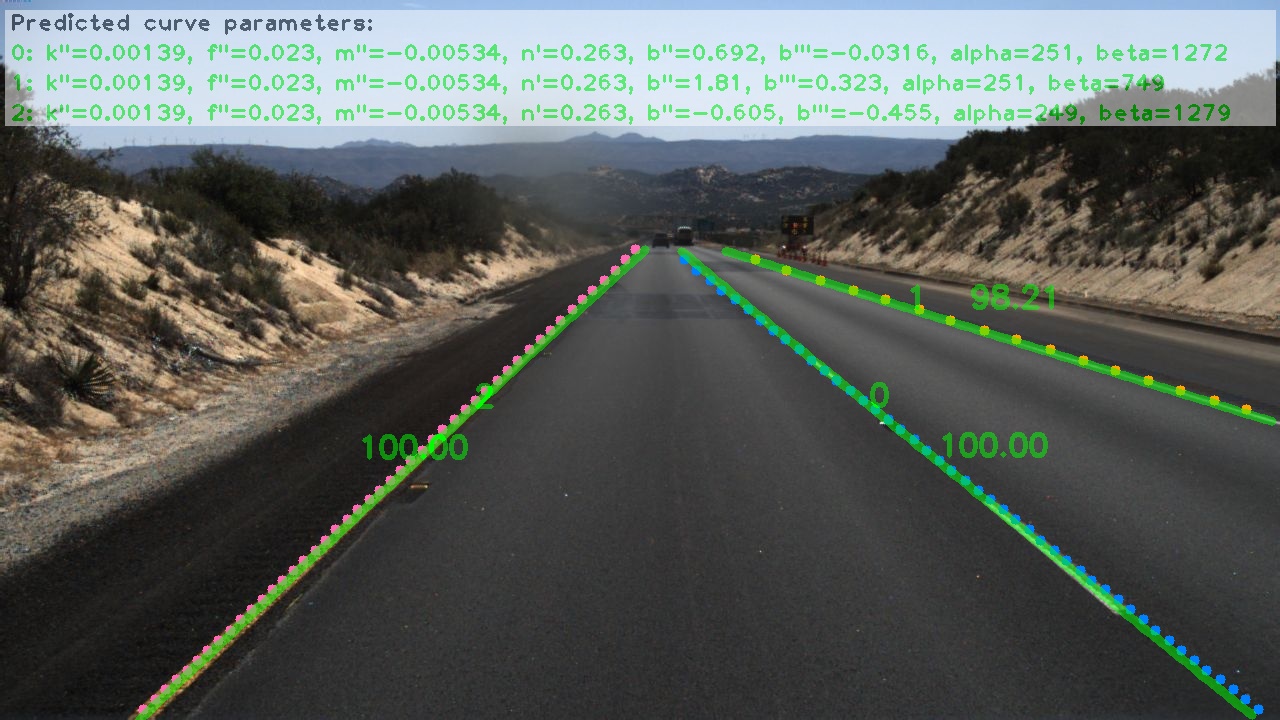 Predicted curve parameters:
0: k''=0.00139, f''=0.023, m''=−0.00534, n'=0.263, b''=0.692, b'''=−0.0316, alpha=251, beta=1272
1: k''=0.00139, f''=0.023, m''=−0.00534, n'=0.263, b''=1.81, b'''=0.323, alpha=251, beta=749
2: k''=0.00139, f''=0.023, m''=−0.00534, n'=0.263, b''=−0.605, b'''=−0.455, alpha=249, beta=1279
1 98.21
2
0
100.00
100.00